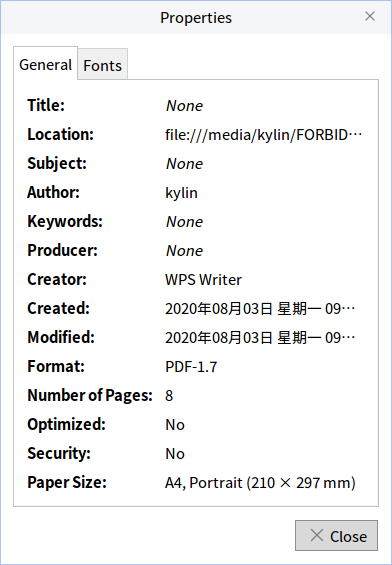 Properties
General Fonts
Title: None
Location: file:///media/kylin/FORBID…
Subject: None
Author: kylin
Keywords: None
Producer: None
Creator: WPS Writer
Created: 2020年08月03日 星期一 09…
Modified: 2020年08月03日 星期一 09…
Format: PDF-1.7
Number of Pages: 8
Optimized: No
Security: No
Paper Size: A4, Portrait (210 × 297 mm)
Close